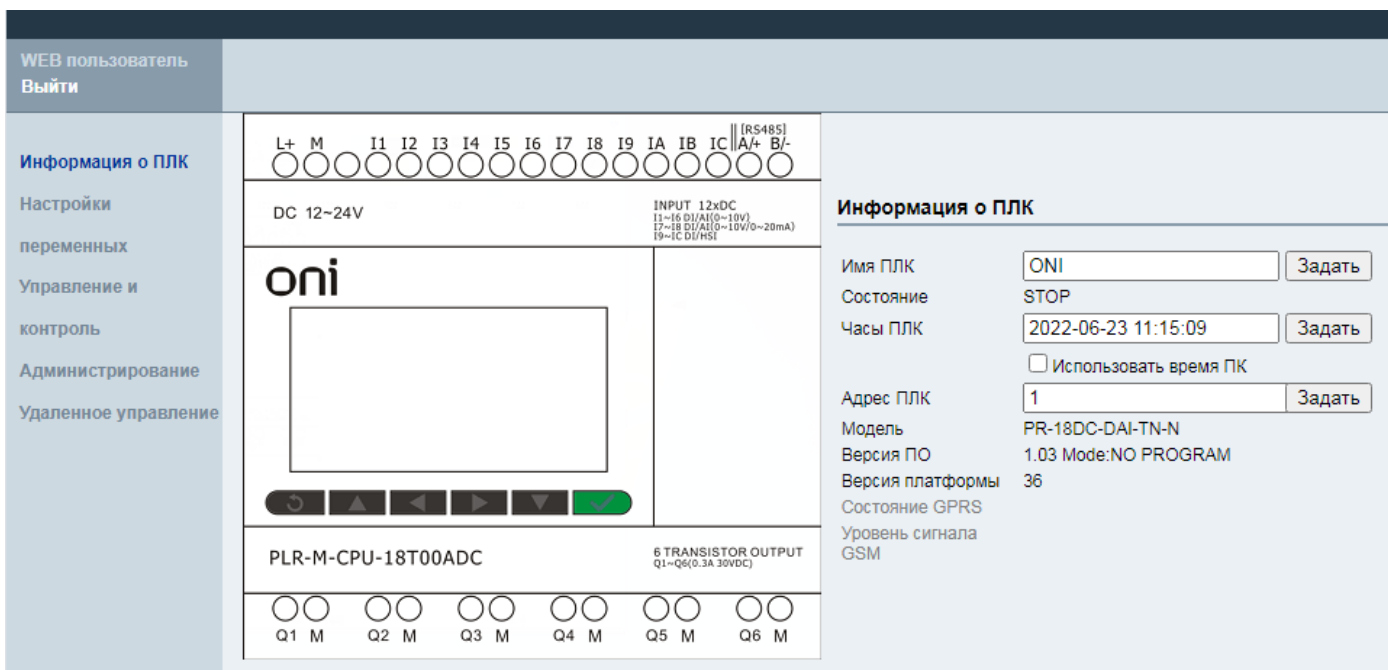 WEB пользователь
Выйти
Информация о ПЛК
Настройки
переменных
Управление и
контроль
Администрирование
Удаленное управление
L+ M I1 I2 I3 I4 I5 I6 I7 I8 I9 IA IB IC [RS485] A/+ B/-
DC 12~24V
INPUT 12xDC
I1~I6 DI/AI(0~10V)
I7~I8 DI/AI(0~10V/0~20mA)
I9~IC DI/HSI
oni
PLR-M-CPU-18T00ADC
6 TRANSISTOR OUTPUT
Q1~Q6(0.3A 30VDC)
Q1 M Q2 M Q3 M Q4 M Q5 M Q6 M
Информация о ПЛК
Имя ПЛК ONI Задать
Состояние STOP
Часы ПЛК 2022-06-23 11:15:09 Задать
Использовать время ПК
Адрес ПЛК 1 Задать
Модель PR-18DC-DAI-TN-N
Версия ПО 1.03 Mode:NO PROGRAM
Версия платформы 36
Состояние GPRS
Уровень сигнала
GSM